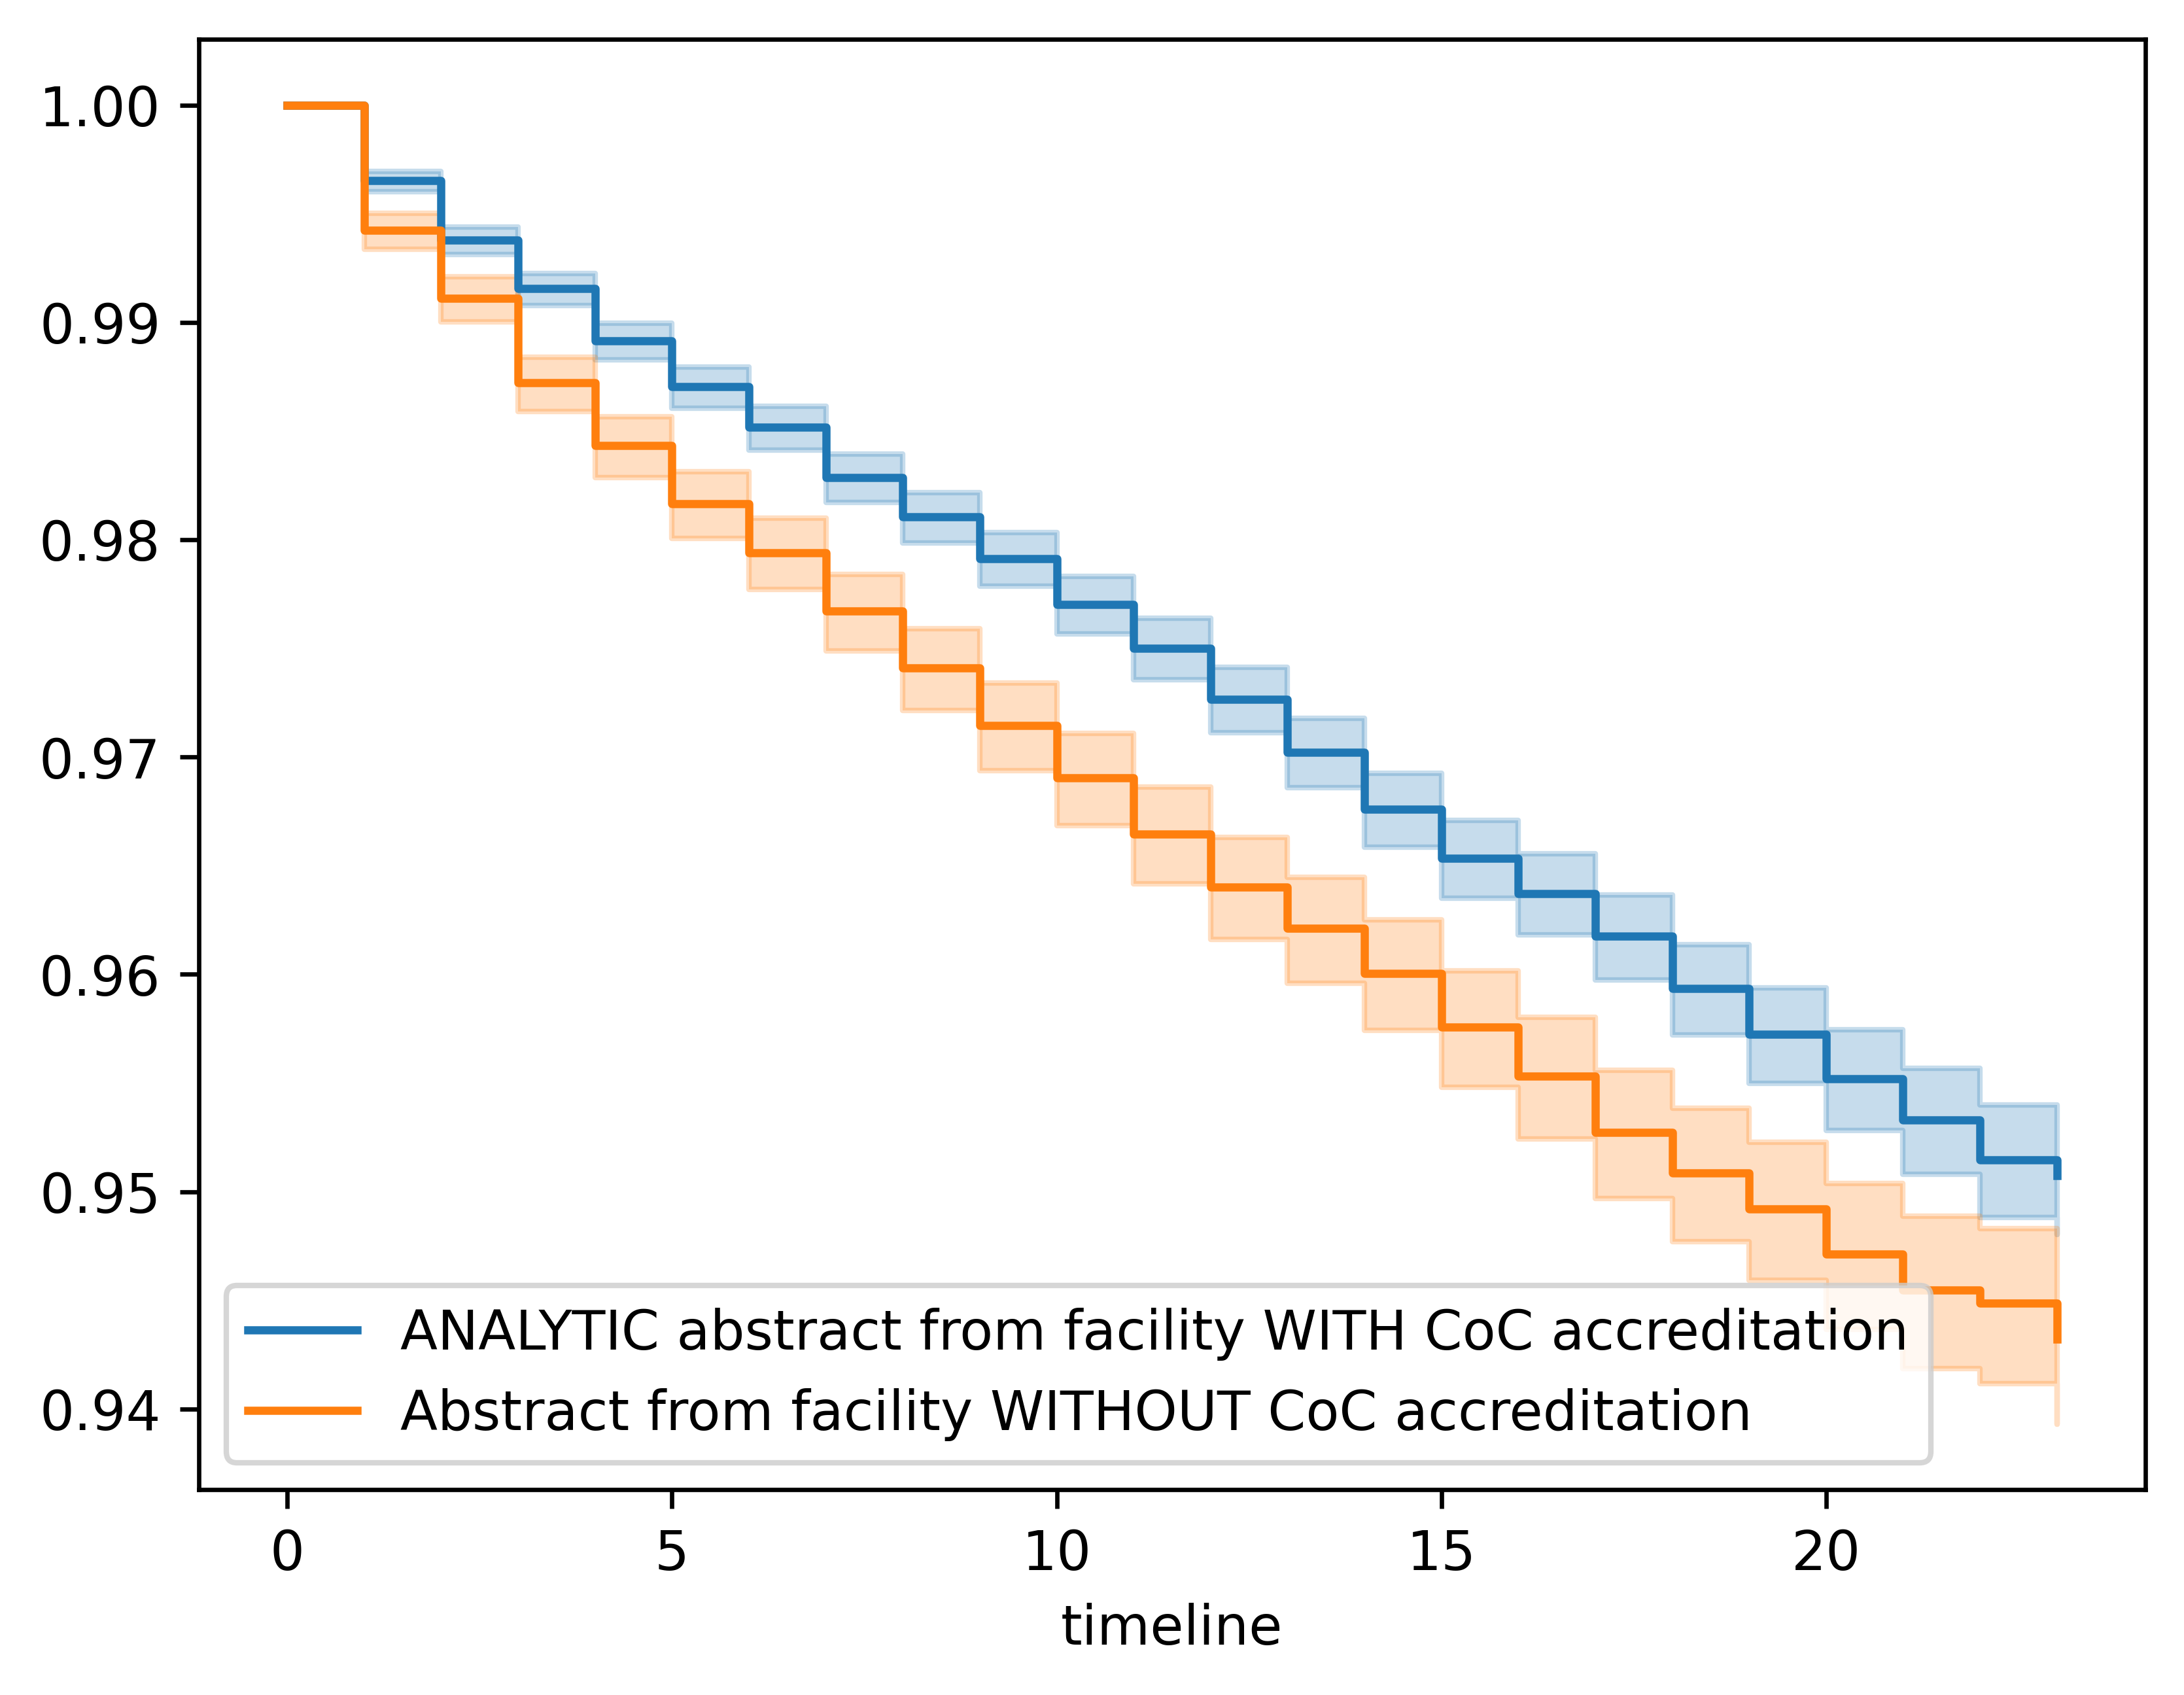 1.00
0.99
0.98
0.97
0.96
0.95
0.94
ANALYTIC abstract from facility WITH CoC accreditation
Abstract from facility WITHOUT CoC accreditation
0 5 10 15 20
timeline